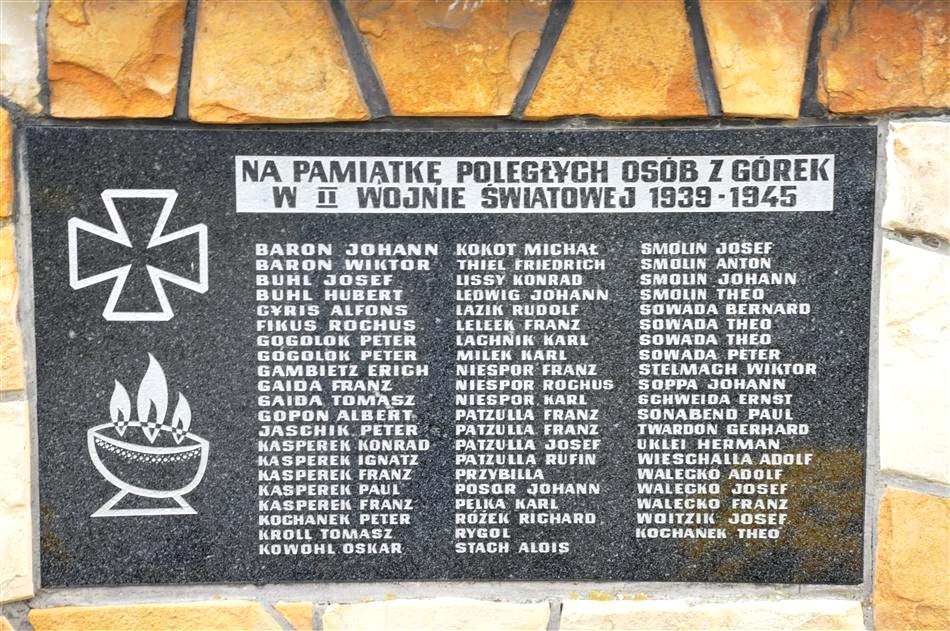 NA PAMIĄTKĘ POLEGŁYCH OSÓB Z GÓREK
W II WOJNIE ŚWIATOWEJ 1939-1945
BARON JOHANN
BARON WIKTOR
BUHL JOSEF
BUHL HUBERT
CYRIS ALFONS
FIKUS ROCHUS
GOGOLOK PETER
GOGOLOK PETER
GAMBIETZ ERICH
GAIDA FRANZ
GAIDA TOMASZ
GOPON ALBERT
JASCHIK PETER
KASPEREK KONRAD
KASPEREK IGNATZ
KASPEREK FRANZ
KASPEREK PAUL
KASPEREK FRANZ
KOCHANEK PETER
KROLL TOMASZ
KOWOHL OSKAR
KOKOT MICHAŁ
THIEL FRIEDRICH
LISSY KONRAD
LEDWIG JOHANN
LAZIK RUDOLF
LELEEK FRANZ
LACHNIK KARL
MILEK KARL
NIESPOR FRANZ
NIESPOR ROCHUS
NIESPOR KARL
PATZULLA FRANZ
PATZULLA FRANZ
PATZULLA JOSEF
PATZULLA RUFIN
PRZYBILLA
POSOR JOHANN
PELKA KARL
RÓŻEK RICHARD
RYGOL
STACH ALOIS
SMOLIN JOSEF
SMOLIN ANTON
SMOLIN JOHANN
SMOLIN THEO
SOWADA BERNARD
SOWADA THEO
SOWADA THEO
SOWADA PETER
STELMACH WIKTOR
SOPPA JOHANN
SCHWEIDA ERNST
SONABEND PAUL
TWARDON GERHARD
UKLEI HERMAN
WIESCHALLA ADOLF
WALECKO ADOLF
WALECKO JOSEF
WALECKO FRANZ
WOITZIK JOSEF
KOCHANEK THEO